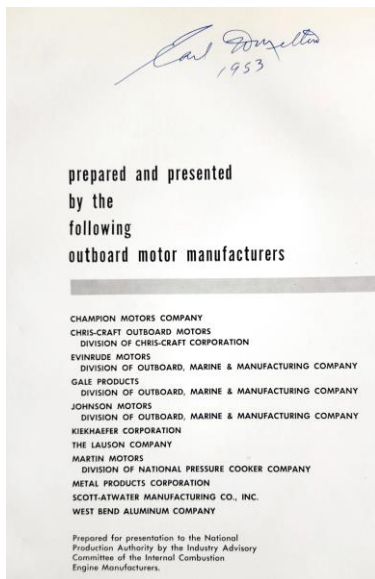 Carl
1953
prepared and presented
by the
following
outboard motor manufacturers
CHAMPION MOTORS COMPANY
CHRIS-CRAFT OUTBOARD MOTORS
DIVISION OF CHRIS-CRAFT CORPORATION
EVINRUDE MOTORS
DIVISION OF OUTBOARD, MARINE & MANUFACTURING COMPANY
GALE PRODUCTS
DIVISION OF OUTBOARD, MARINE & MANUFACTURING COMPANY
JOHNSON MOTORS
DIVISION OF OUTBOARD, MARINE & MANUFACTURING COMPANY
KIEKHAEFER CORPORATION
THE LAUSON COMPANY
MARTIN MOTORS
DIVISION OF NATIONAL PRESSURE COOKER COMPANY
METAL PRODUCTS CORPORATION
SCOTT-ATWATER MANUFACTURING CO., INC.
WEST BEND ALUMINUM COMPANY
Prepared for presentation to the National
Production Authority by the Industry Advisory
Committee of the Internal Combustion
Engine Manufacturers.